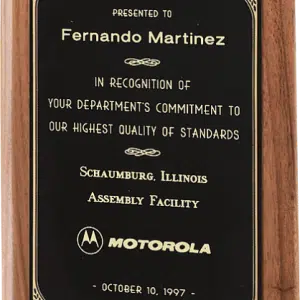 PRESENTED TO
Fernando Martinez
IN RECOGNITION OF
YOUR DEPARTMENT'S COMMITMENT TO
OUR HIGHEST QUALITY OF STANDARDS
SCHAUMBURG, ILLINOIS
ASSEMBLY FACILITY
MOTOROLA
- OCTOBER 10, 1997 -